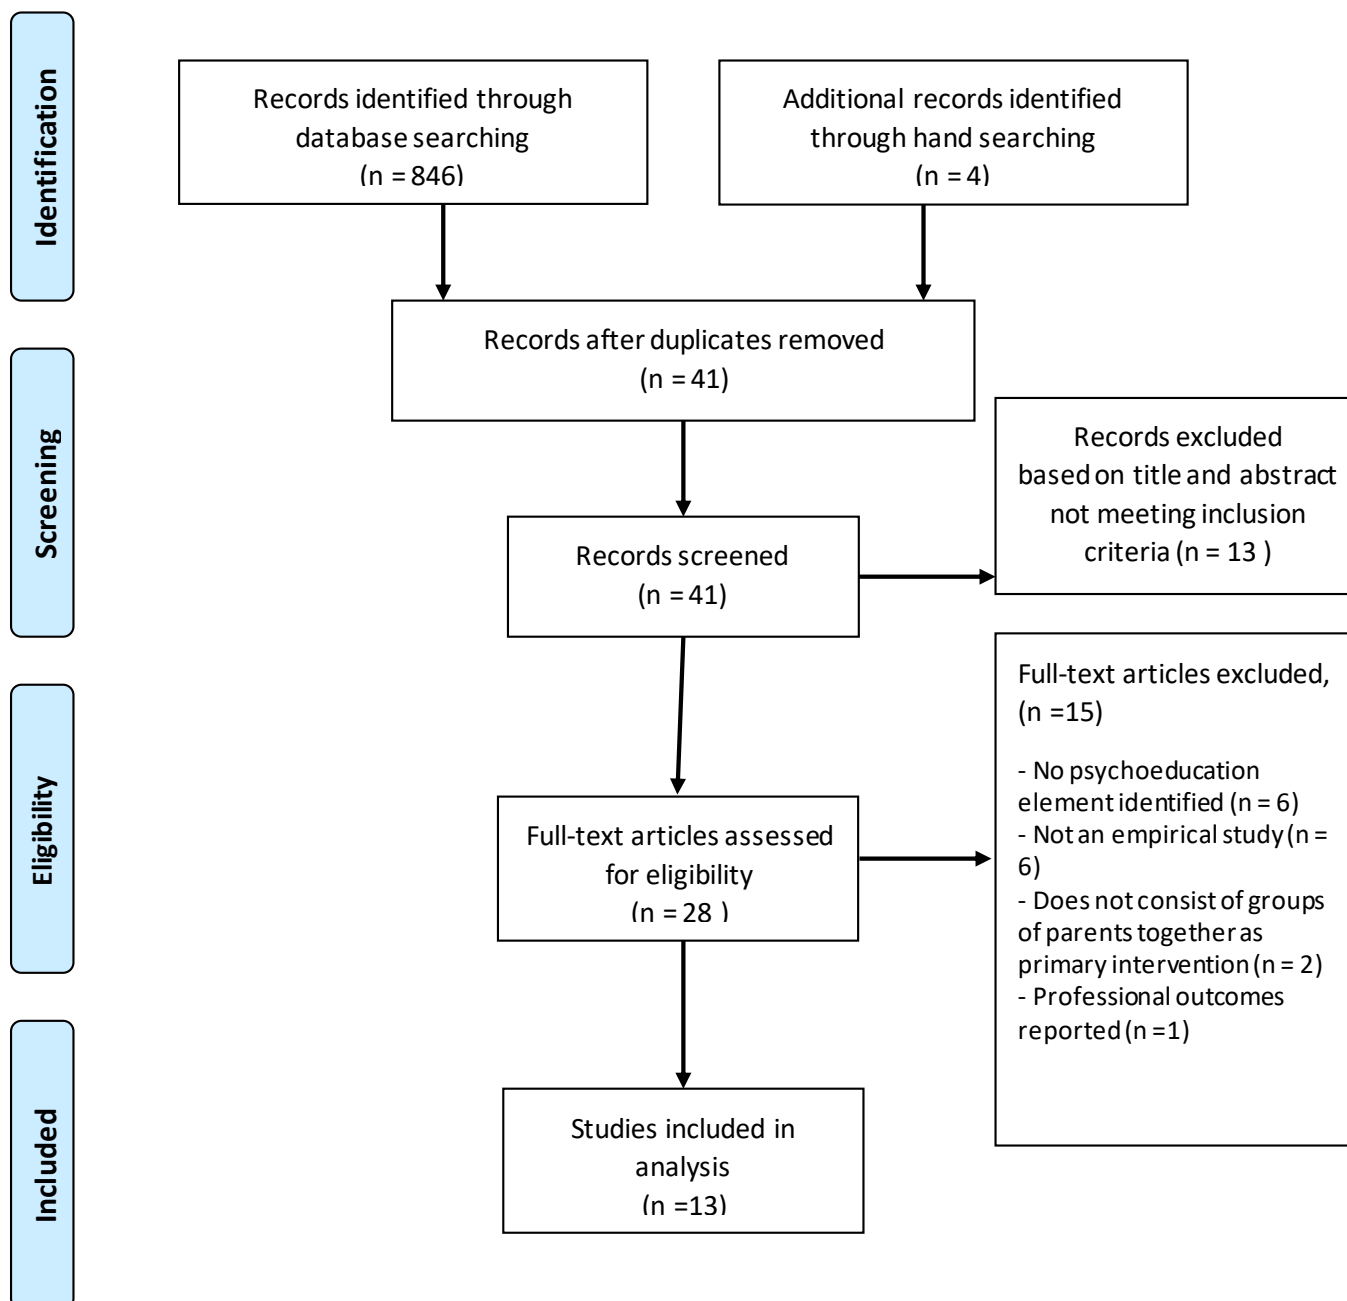 Identification
Records identified through
database searching
(n = 846)
Additional records identified
through hand searching
(n = 4)
Records after duplicates removed
(n = 41)
Screening
Records screened
(n = 41)
Records excluded
based on title and abstract
not meeting inclusion
criteria (n = 13 )
Eligibility
Full-text articles assessed
for eligibility
(n = 28 )
Full-text articles excluded,
(n =15)
- No psychoeducation
element identified (n = 6)
- Not an empirical study (n =
6)
- Does not consist of groups
of parents together as
primary intervention (n = 2)
- Professional outcomes
reported (n =1)
Included
Studies included in
analysis
(n =13)